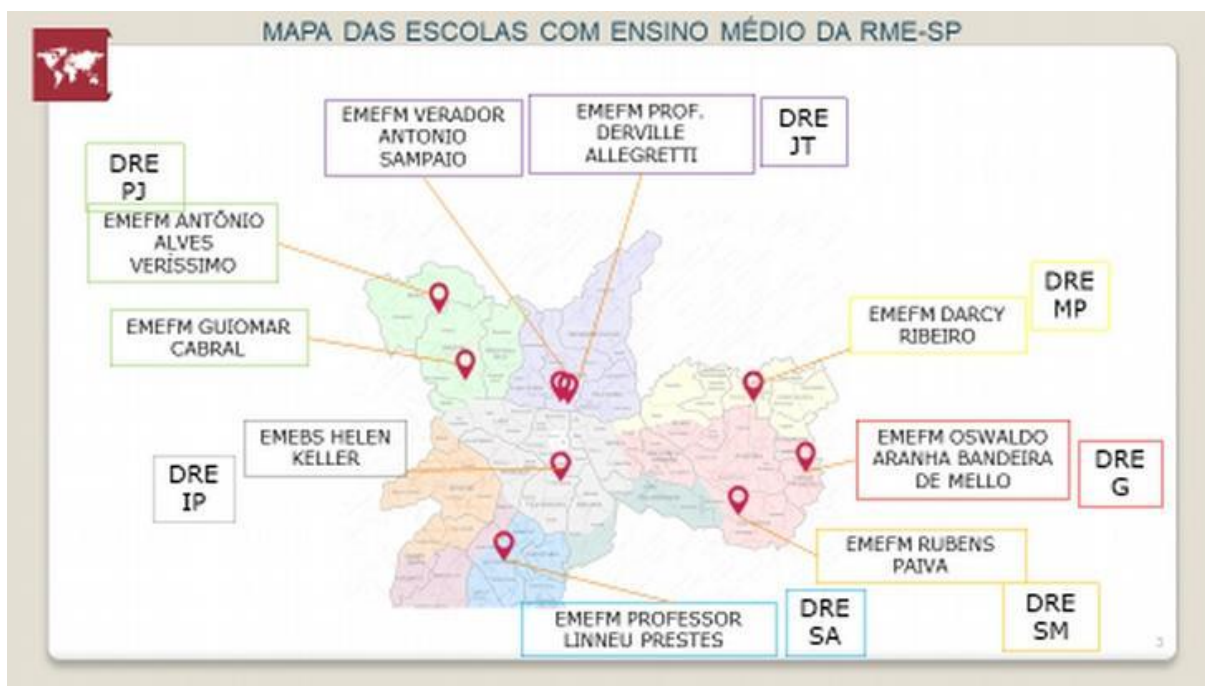 MAPA DAS ESCOLAS COM ENSINO MÉDIO DA RME-SP
EMEFM VERADOR
ANTONIO
SAMPAIO
EMEFM PROF.
DERVILLE
ALLEGRETTI
DRE
JT
DRE
PJ
EMEFM ANTÔNIO
ALVES
VERÍSSIMO
EMEFM GUIOMAR
CABRAL
DRE
MP
EMEFM DARCY
RIBEIRO
EMEBS HELEN
KELLER
DRE
IP
EMEFM OSWALDO
ARANHA BANDEIRA
DE MELLO
DRE
G
EMEFM RUBENS
PAIVA
DRE
SM
EMEFM PROFESSOR
LINNEU PRESTES
DRE
SA
3